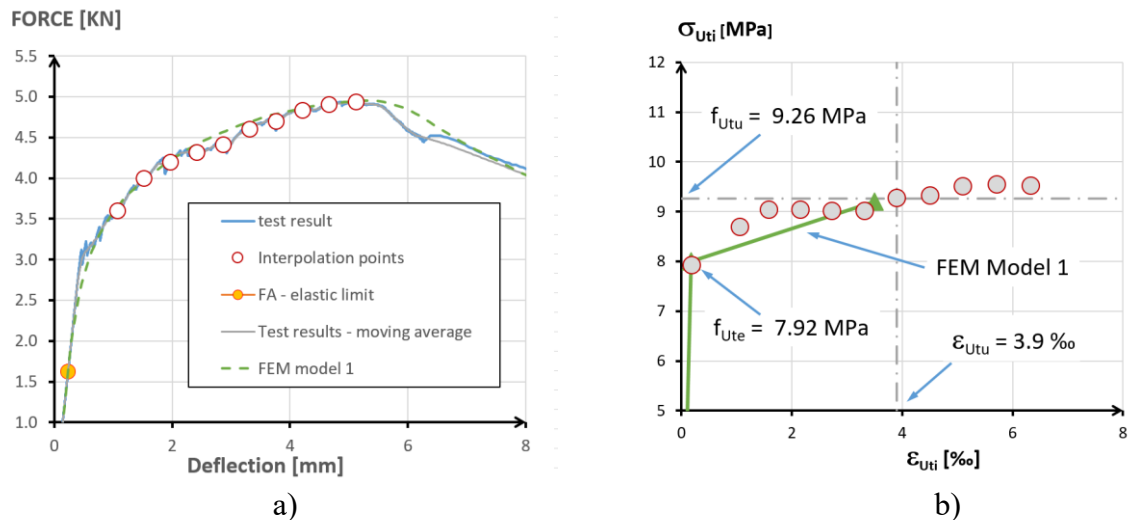 FORCE [KN]
5.5
5.0
4.5
4.0
3.5
3.0
2.5
2.0
1.5
1.0
0
2
4
6
8
Deflection [mm]
test result
Interpolation points
FA - elastic limit
Test results - moving average
FEM model 1
a)
σUti [MPa]
12
11
10
9
8
7
6
5
0
2
4
6
8
εUti [‰]
fUtu = 9.26 MPa
FEM Model 1
fUte = 7.92 MPa
εUtu = 3.9 ‰
b)